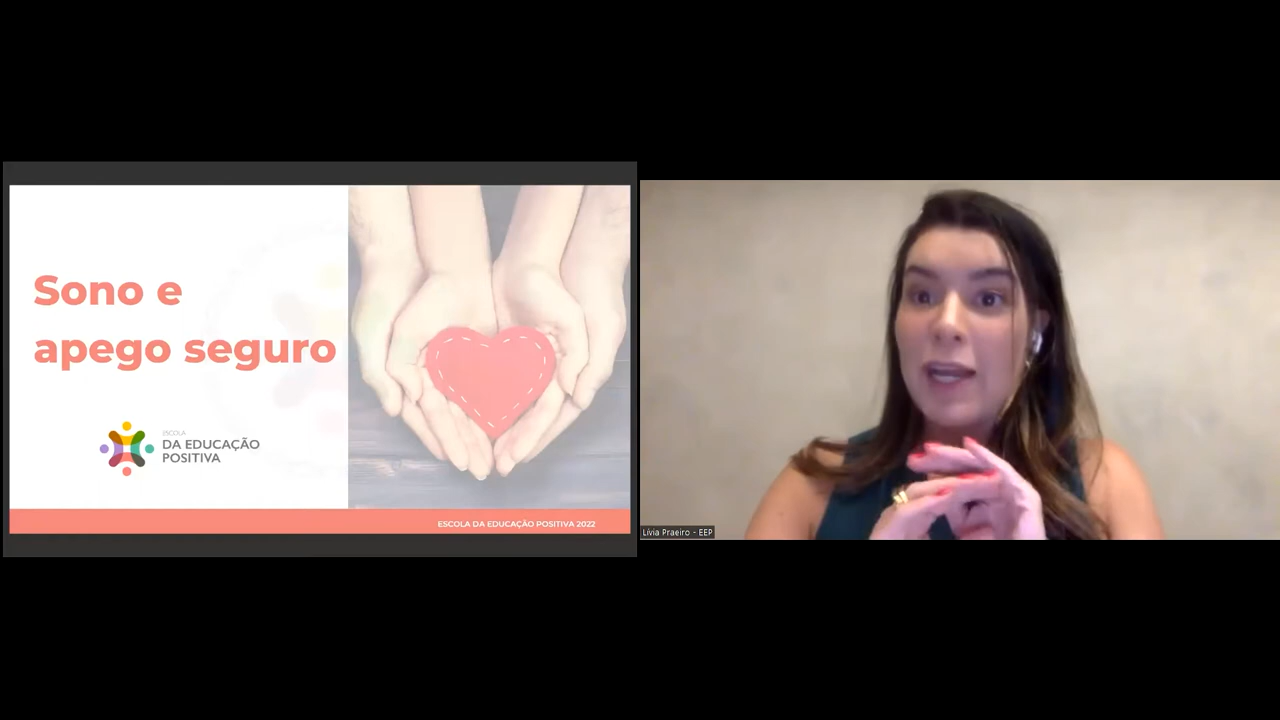 Sono e
apego seguro
ESCOLA
DA EDUCAÇÃO
POSITIVA
ESCOLA DA EDUCAÇÃO POSITIVA 2022
Lívia Praeiro - EEP